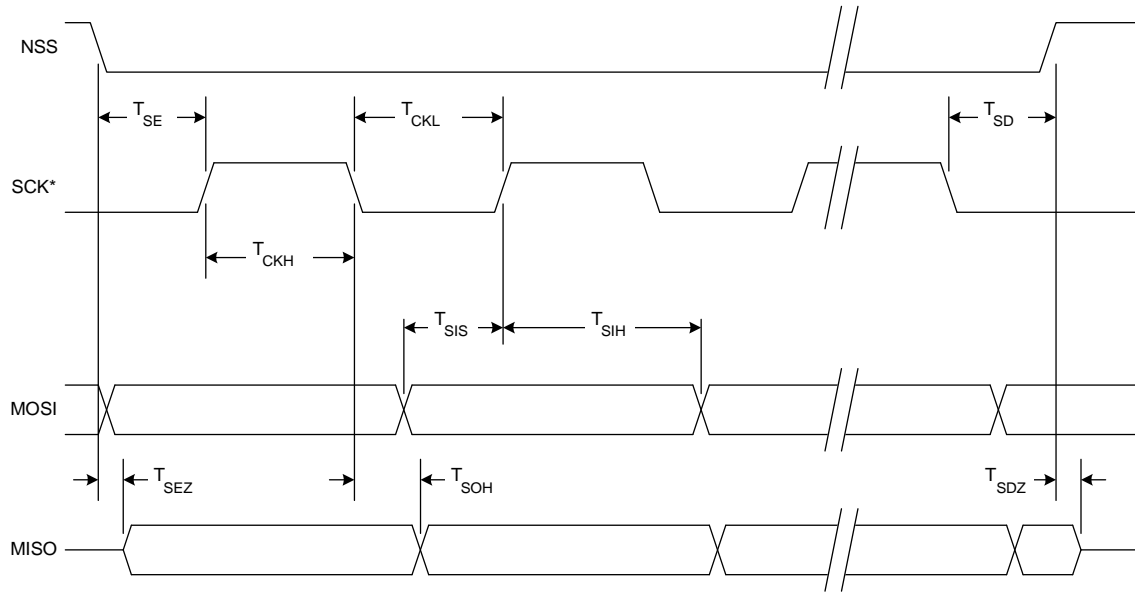 NSS
T_SE
T_CKL
T_SD
SCK*
T_CKH
T_SIS
T_SIH
MOSI
T_SEZ
T_SOH
T_SDZ
MISO